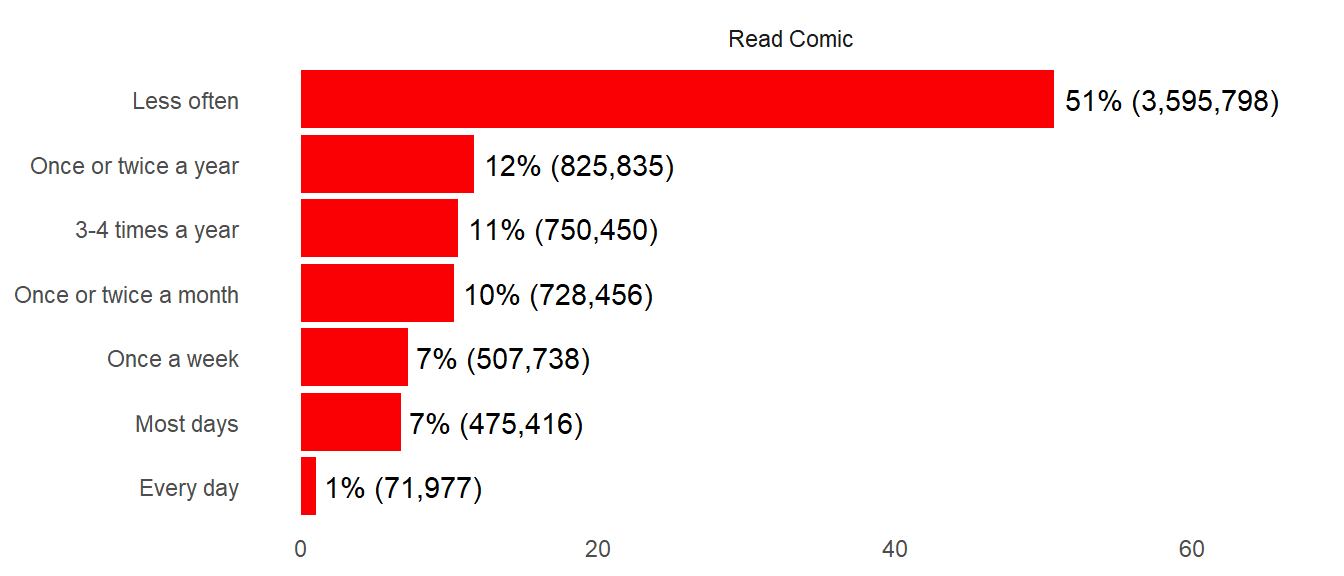 Read Comic
Less often 51% (3,595,798)
Once or twice a year 12% (825,835)
3-4 times a year 11% (750,450)
Once or twice a month 10% (728,456)
Once a week 7% (507,738)
Most days 7% (475,416)
Every day 1% (71,977)
0 20 40 60